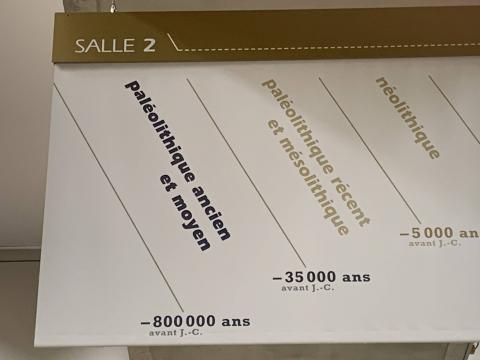 SALLE 2
paléolithique ancien
et moyen
paléolithique récent
et mésolithique
néolithique
–800 000 ans
avant J.-C.
–35 000 ans
avant J.-C.
–5 000
avant J.-C.